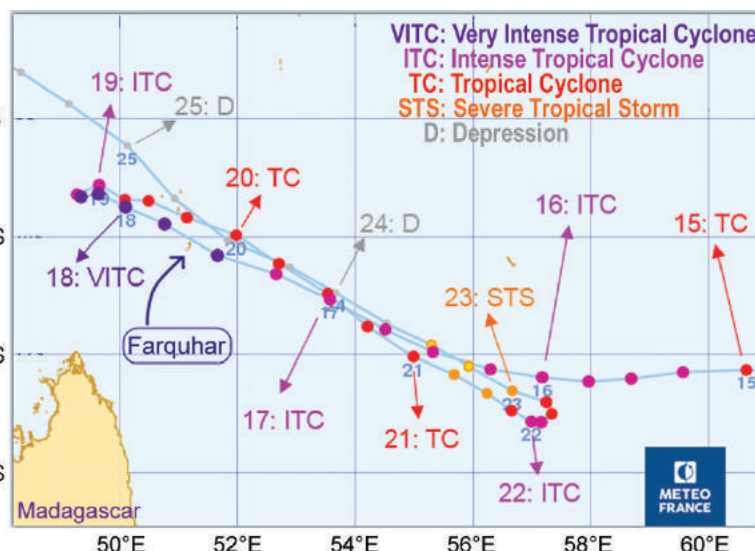 VITC: Very Intense Tropical Cyclone
ITC: Intense Tropical Cyclone
TC: Tropical Cyclone
STS: Severe Tropical Storm
D: Depression
19: ITC
25: D
25
20: TC
16: ITC
15: TC
19
18
20
24: D
18: VITC
23: STS
24
17
Farquhar
21
16
15
17: ITC
23
21: TC
22
22: ITC
METEO
FRANCE
Madagascar
50°E
52°E
54°E
56°E
58°E
60°E